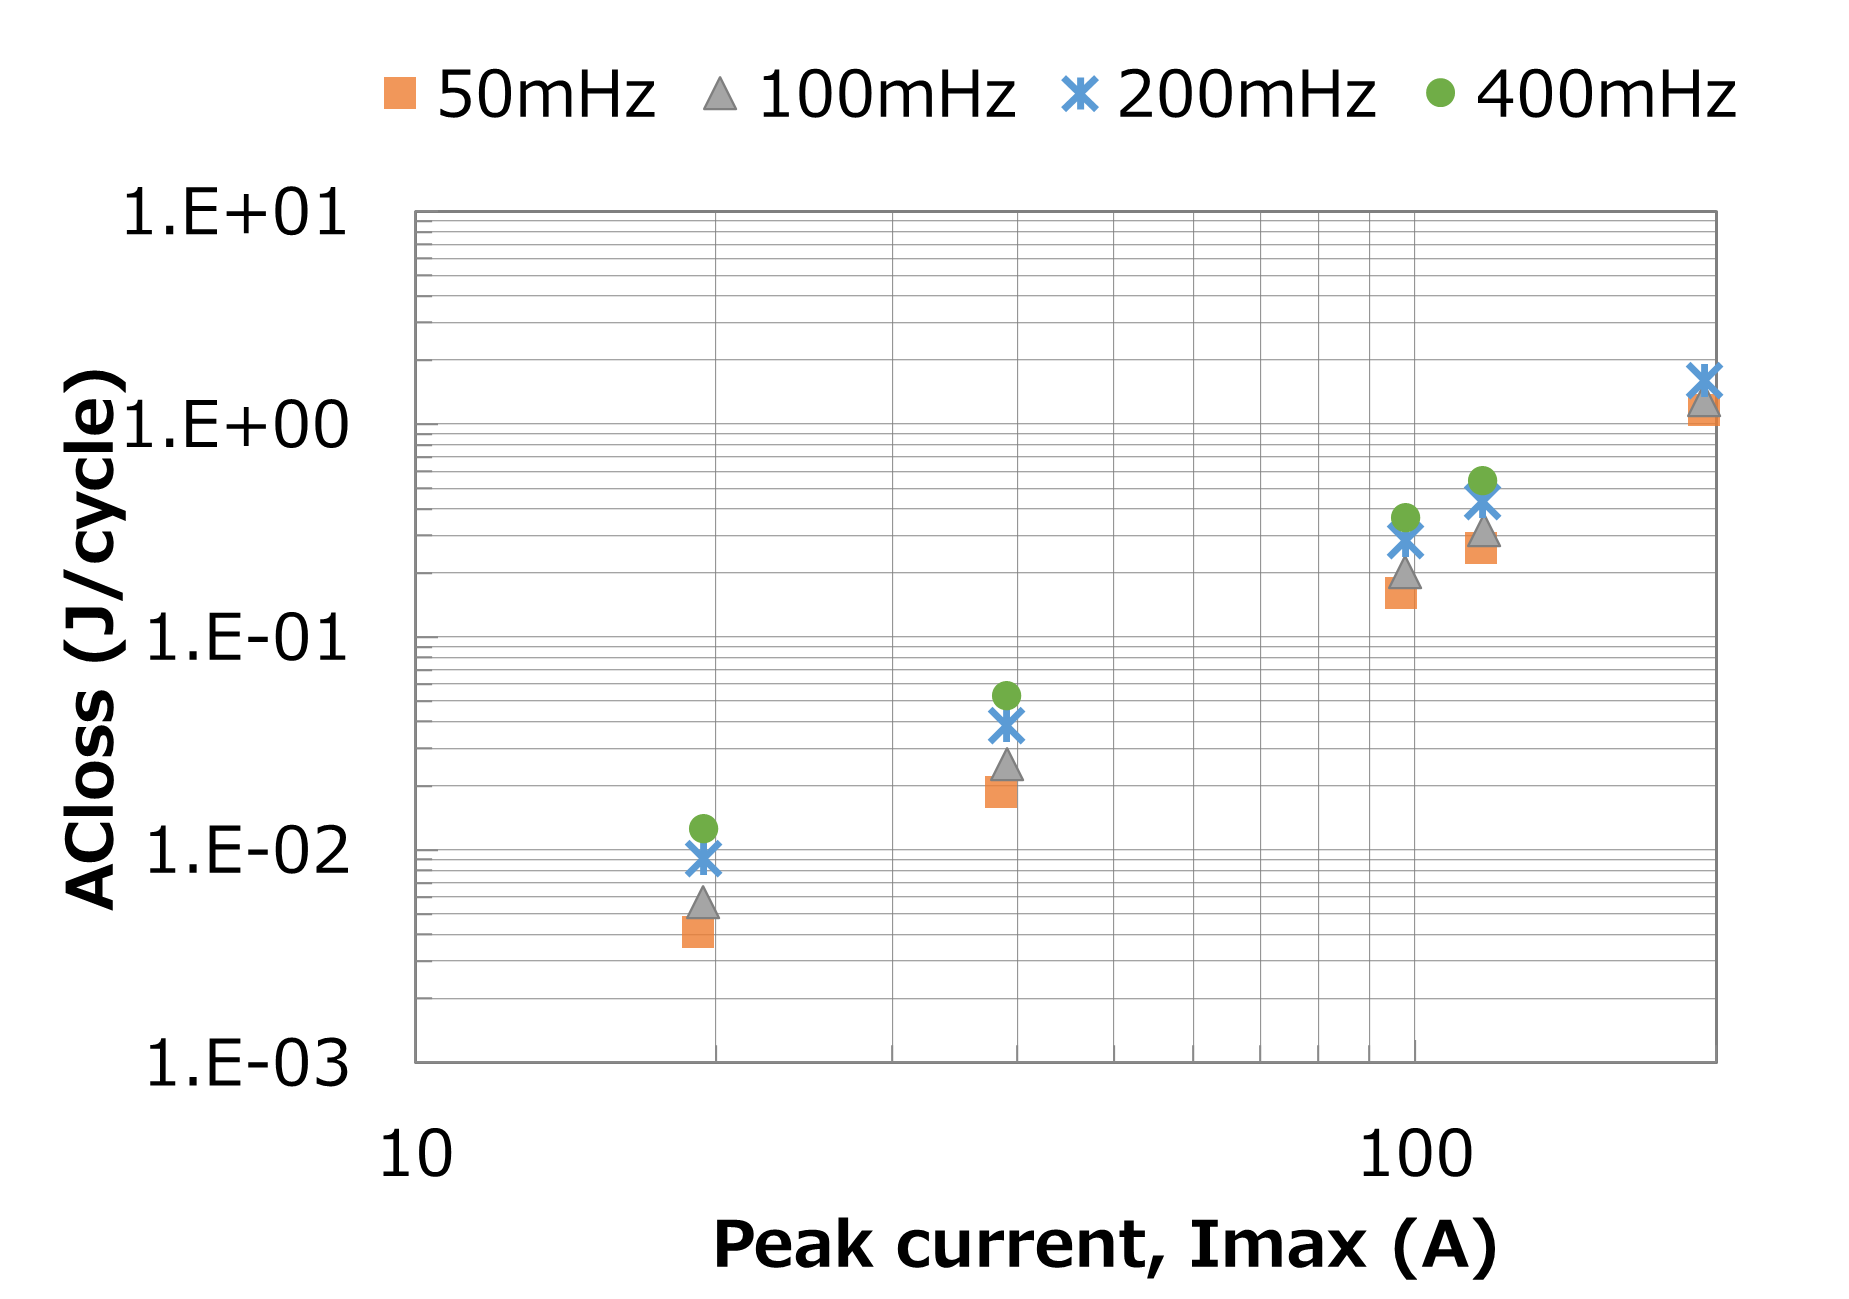 50mHz 100mHz 200mHz 400mHz
1.E+01
1.E+00
1.E-01
1.E-02
1.E-03
ACloss (J/cycle)
10 100
Peak current, Imax (A)